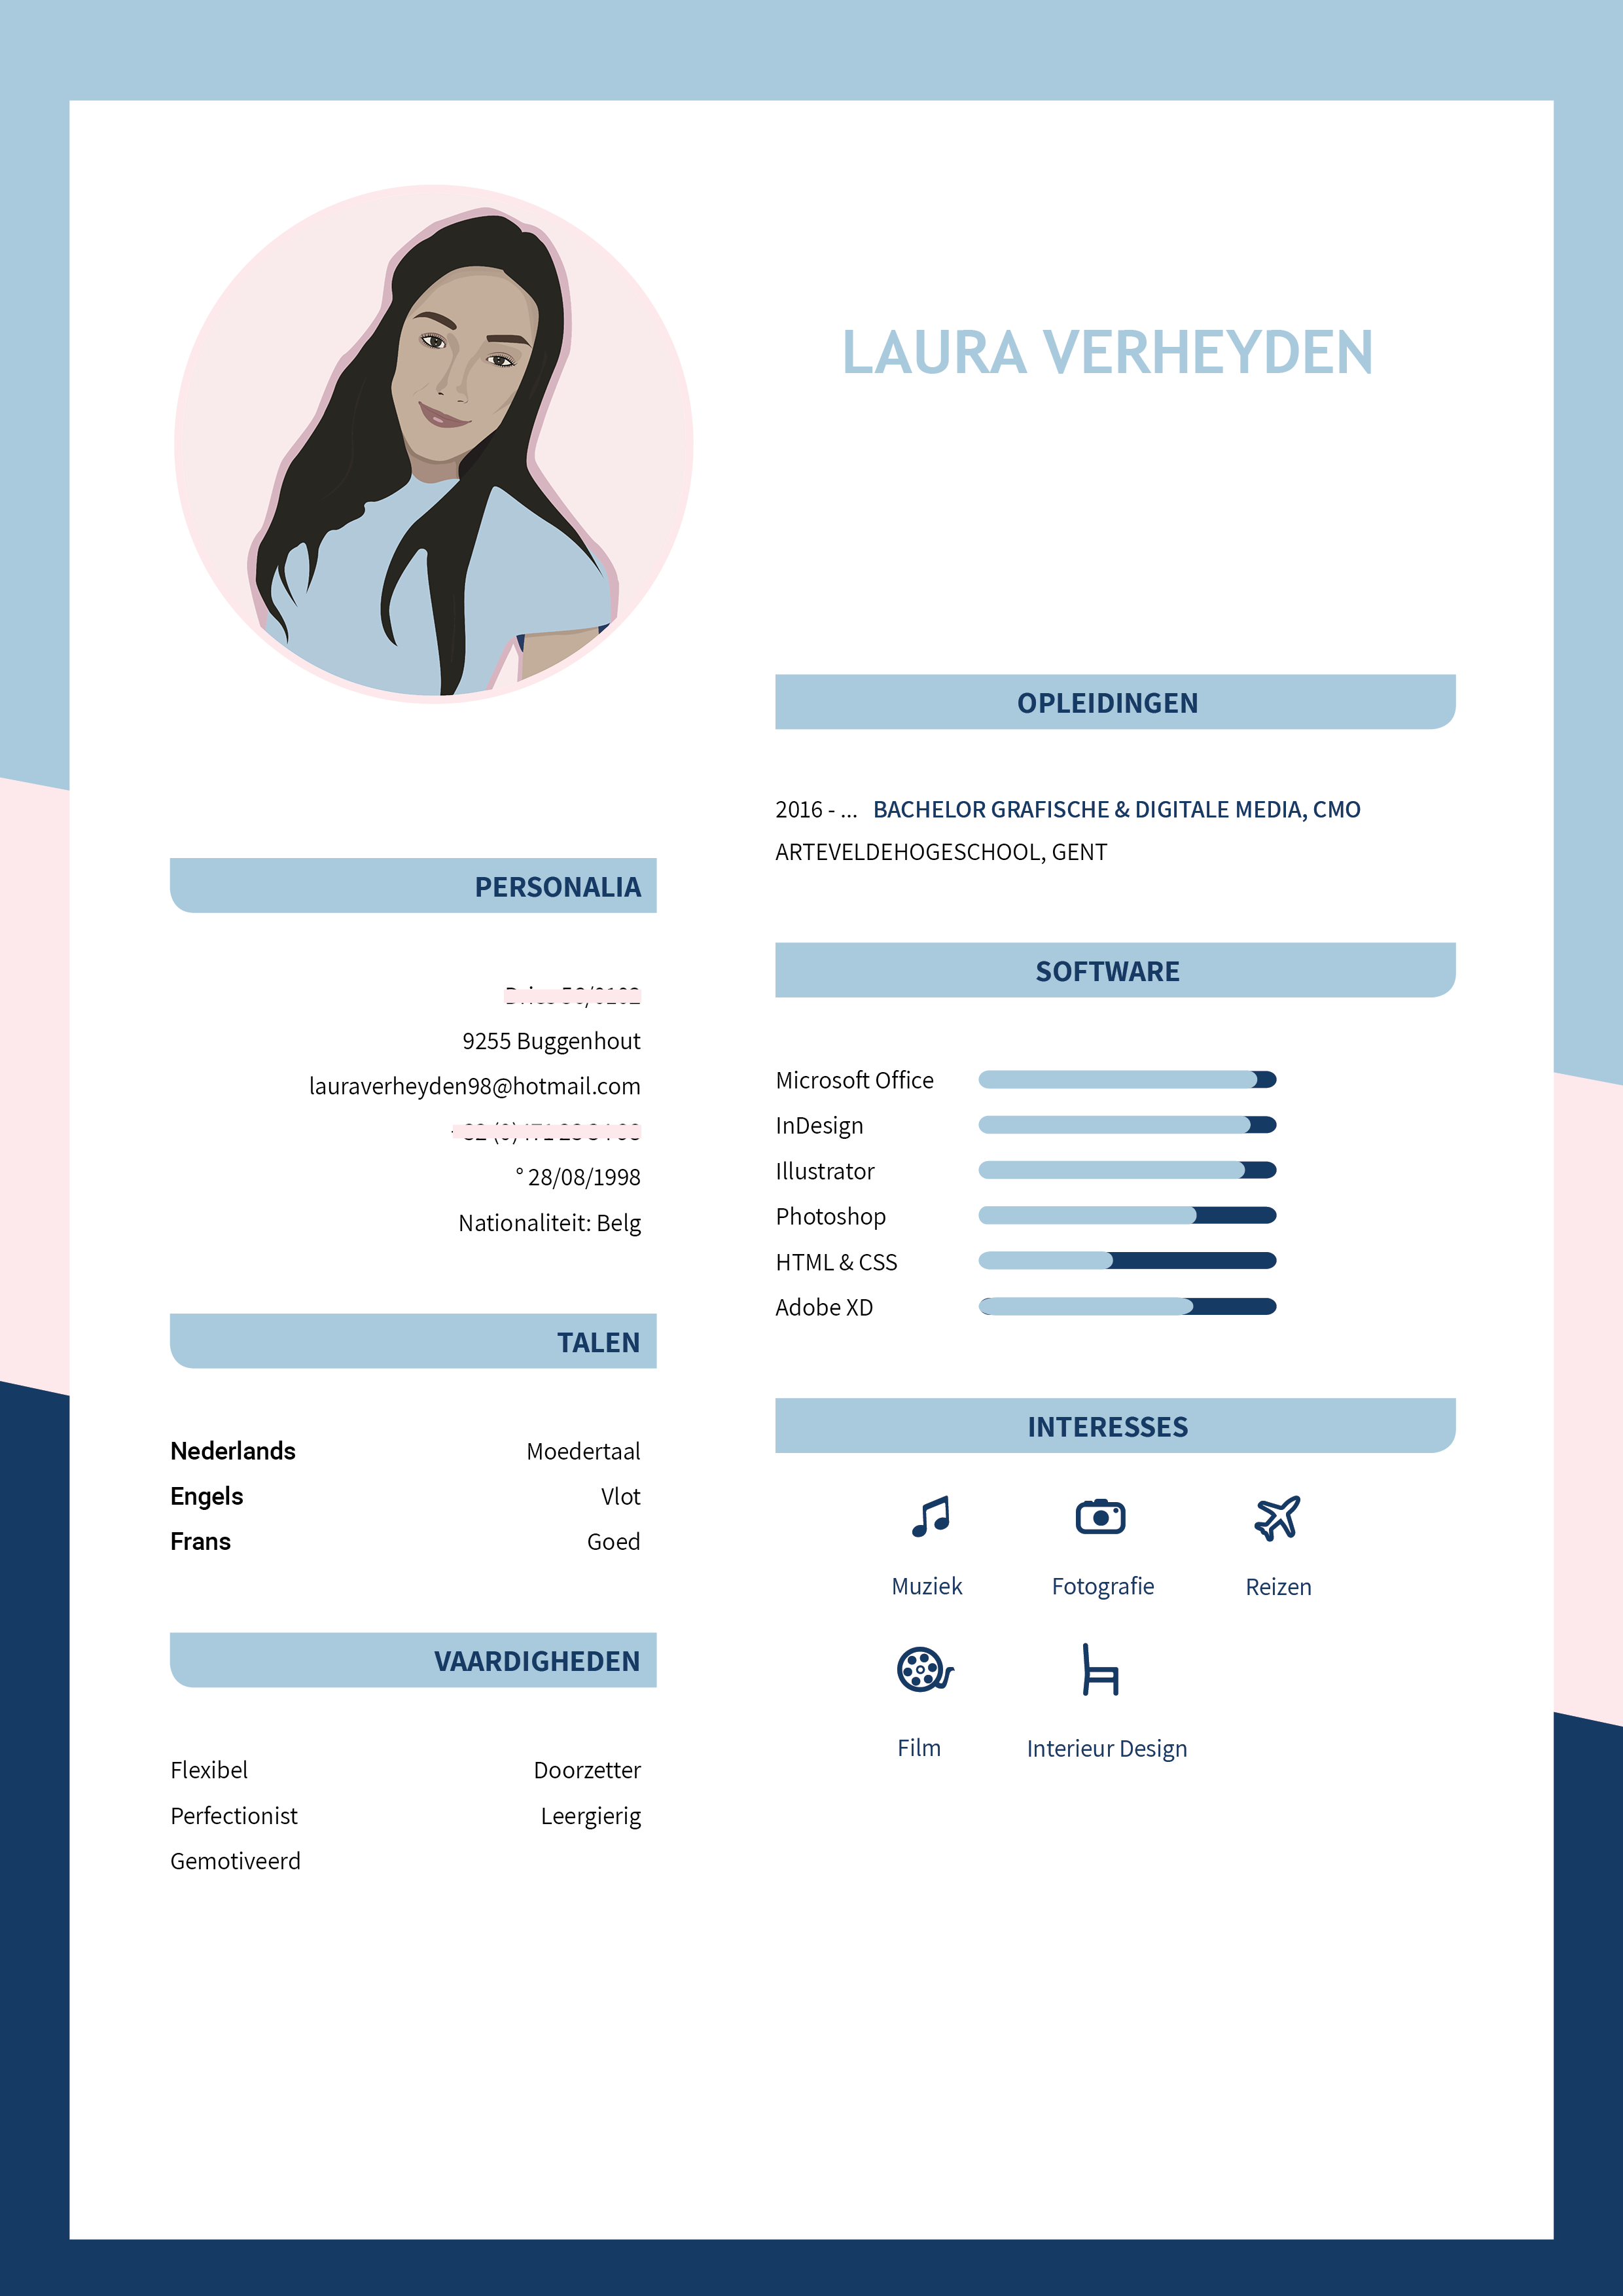 LAURA VERHEYDEN
PERSONALIA
9255 Buggenhout
lauraverheyden98@hotmail.com
° 28/08/1998
Nationaliteit: Belg
TALEN
Nederlands Moedertaal
Engels Vlot
Frans Goed
VAARDIGHEDEN
Flexibel Doorzetter
Perfectionist Leergierig
Gemotiveerd
OPLEIDINGEN
2016 - ... BACHELOR GRAFISCHE & DIGITALE MEDIA, CMO
ARTEVELDEHOGESCHOOL, GENT
SOFTWARE
Microsoft Office
InDesign
Illustrator
Photoshop
HTML & CSS
Adobe XD
INTERESSES
Muziek Fotografie Reizen
Film Interieur Design